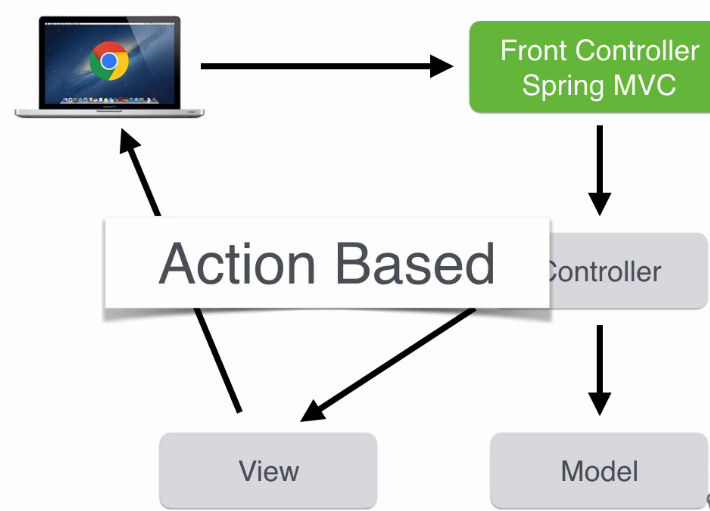 Front Controller
Spring MVC
Action Based
Controller
View
Model